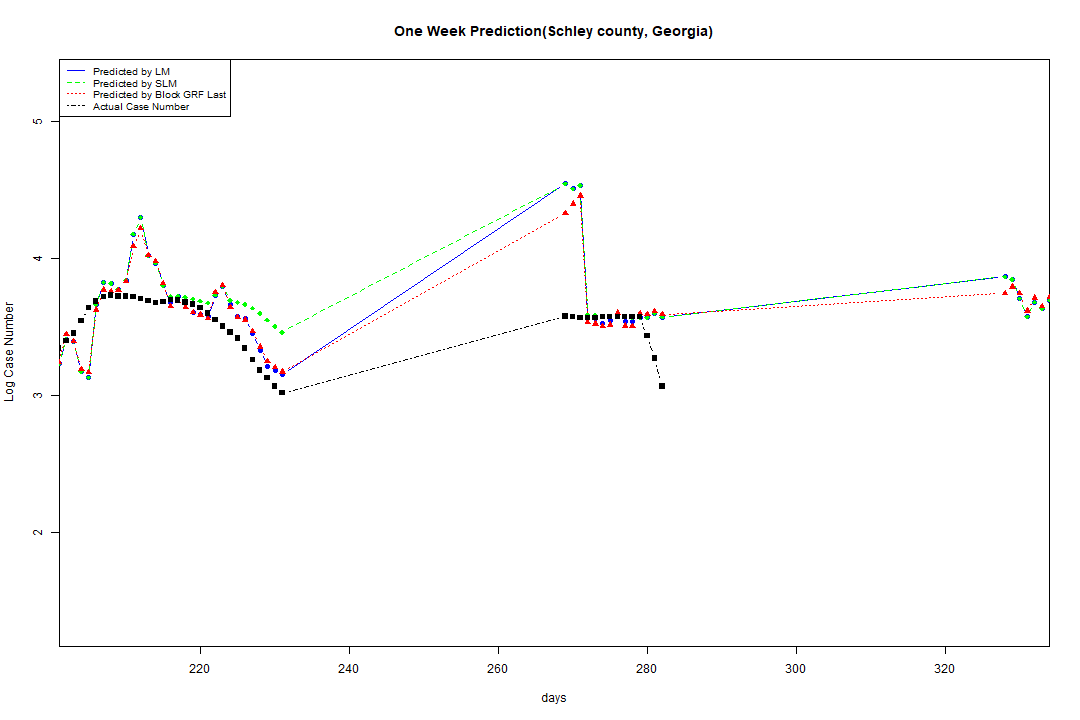 One Week Prediction(Schley county, Georgia)
Predicted by LM
Predicted by SLM
Predicted by Block GRF Last
Actual Case Number
5
4
3
2
Log Case Number
220
240
260
280
300
320
days